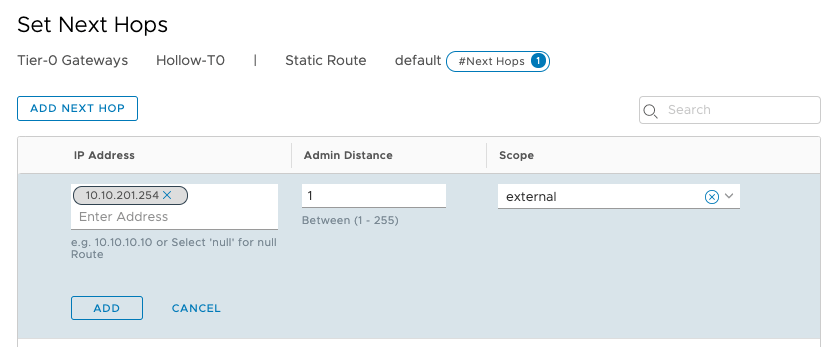 Set Next Hops
Tier-0 Gateways Hollow-T0 | Static Route default #Next Hops 1
ADD NEXT HOP Search
IP Address Admin Distance Scope
10.10.201.254 1 external
Enter Address
e.g. 10.10.10.10 or Select 'null' for null Between (1 - 255)
Route
ADD CANCEL